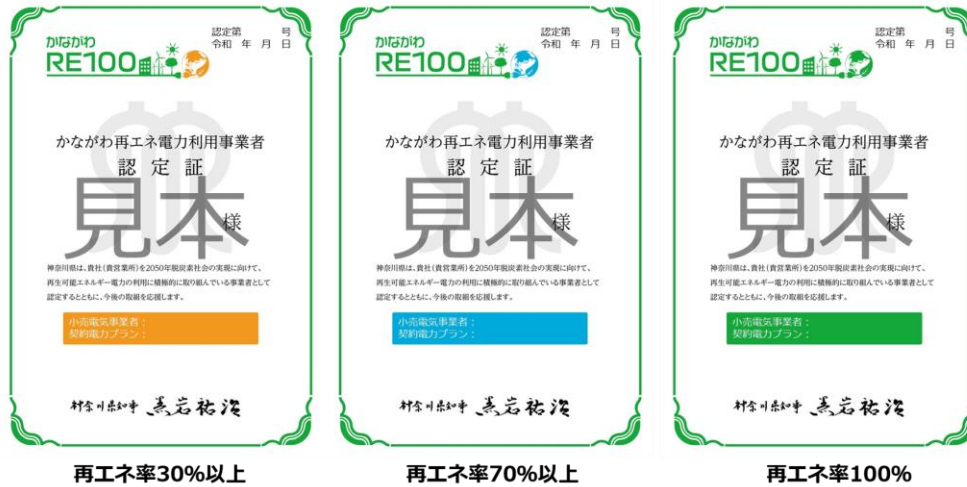 かながわ
RE100
認定第 号
令和 年 月 日
かながわ再エネ電力利用事業者
認定証
見本
様
神奈川県は、貴社(貴営業所)を2050年脱炭素社会の実現に向けて、
再生可能エネルギー電力の利用に積極的に取り組んでいる事業者として
認定するとともに、今後の取組を応援します。
小売電気事業者：
契約電力プラン：
神奈川県知事 黒岩祐治
再エネ率30%以上
かながわ
RE100
認定第 号
令和 年 月 日
かながわ再エネ電力利用事業者
認定証
見本
様
神奈川県は、貴社(貴営業所)を2050年脱炭素社会の実現に向けて、
再生可能エネルギー電力の利用に積極的に取り組んでいる事業者として
認定するとともに、今後の取組を応援します。
小売電気事業者：
契約電力プラン：
神奈川県知事 黒岩祐治
再エネ率70%以上
かながわ
RE100
認定第 号
令和 年 月 日
かながわ再エネ電力利用事業者
認定証
見本
様
神奈川県は、貴社(貴営業所)を2050年脱炭素社会の実現に向けて、
再生可能エネルギー電力の利用に積極的に取り組んでいる事業者として
認定するとともに、今後の取組を応援します。
小売電気事業者：
契約電力プラン：
神奈川県知事 黒岩祐治
再エネ率100%